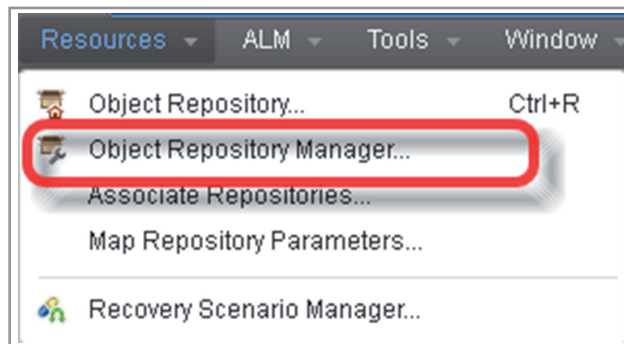 Resources ALM Tools Window
Object Repository... Ctrl+R
Object Repository Manager...
Associate Repositories...
Map Repository Parameters...
Recovery Scenario Manager...